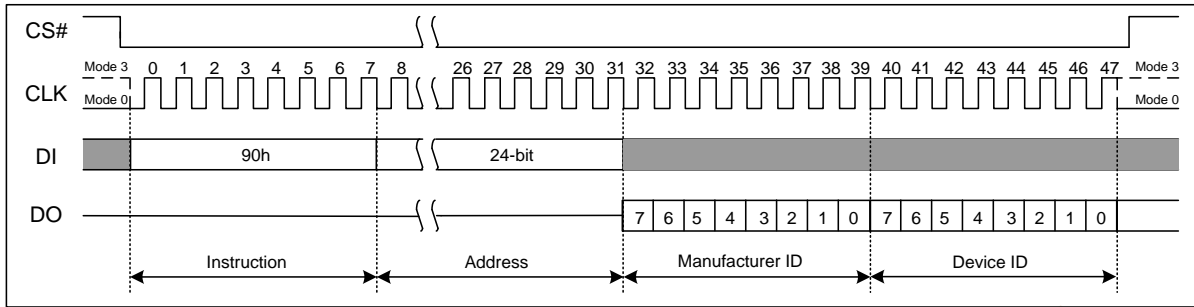 CS#
Mode 3 0 1 2 3 4 5 6 7 8 26 27 28 29 30 31 32 33 34 35 36 37 38 39 40 41 42 43 44 45 46 47 Mode 3
CLK
Mode 0 Mode 0
DI 90h 24-bit
DO 7 6 5 4 3 2 1 0 7 6 5 4 3 2 1 0
Instruction Address Manufacturer ID Device ID